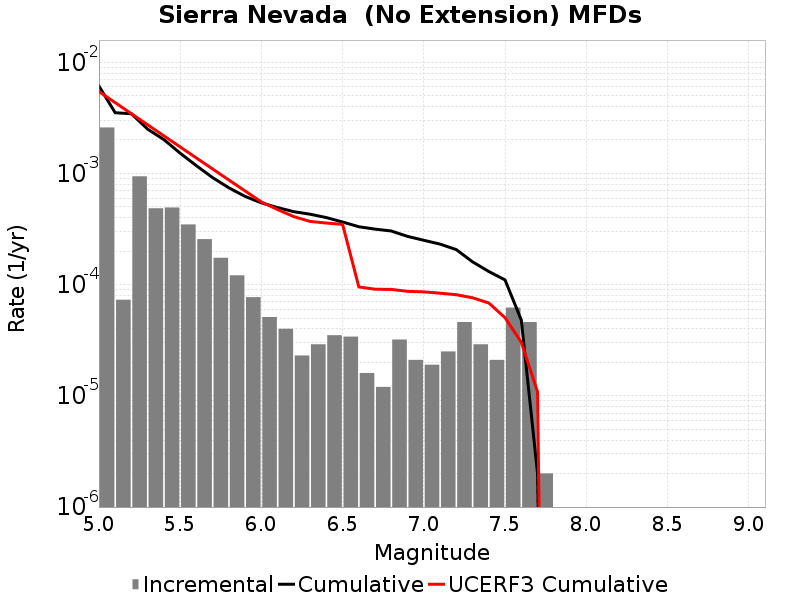 Sierra Nevada  (No Extension) MFDs
Rate (1/yr)
10-2
10-3
10-4
10-5
10-6
5.0 5.5 6.0 6.5 7.0 7.5 8.0 8.5 9.0
Magnitude
Incremental Cumulative UCERF3 Cumulative